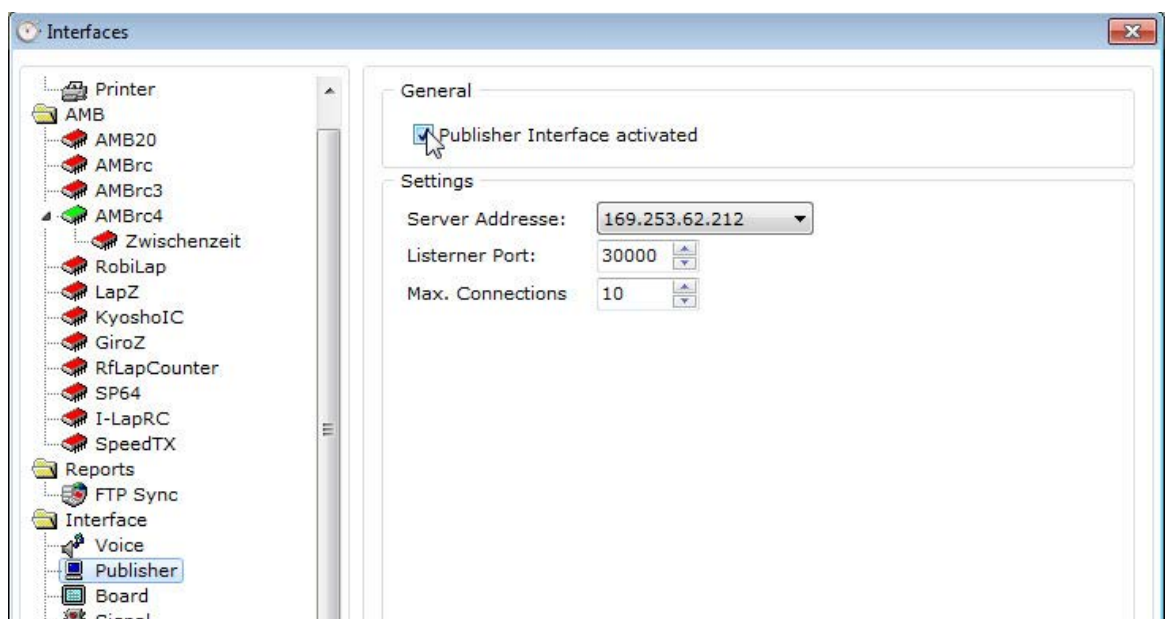 Interfaces
Printer
AMB
AMB20
AMBrc
AMBrc3
AMBrc4
Zwischenzeit
RobiLap
LapZ
KyoshoIC
GiroZ
RfLapCounter
SP64
I-LapRC
SpeedTX
Reports
FTP Sync
Interface
Voice
Publisher
Board
Signal
General
Publisher Interface activated
Settings
Server Addresse: 169.253.62.212
Listerner Port: 30000
Max. Connections 10